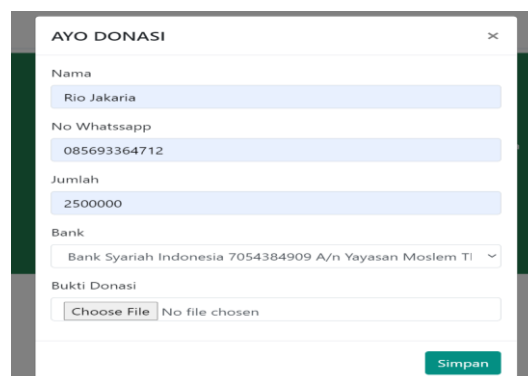 AYO DONASI ×
Nama
Rio Jakaria
No Whatssapp
085693364712
Jumlah
2500000
Bank
Bank Syariah Indonesia 7054384909 A/n Yayasan Moslem
Bukti Donasi
Choose File No file chosen
Simpan